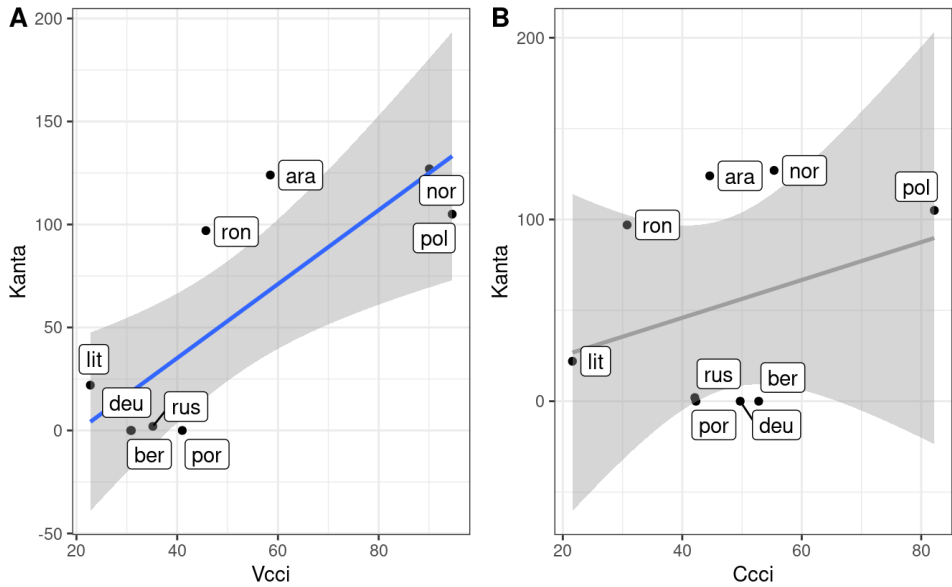 A
200
150
100
50
0
-50
Kanta
ara
ron
nor
pol
lit
deu
rus
ber
por
20
40
60
80
Vcci
B
200
100
0
Kanta
nor
ara
pol
ron
lit
rus
ber
por
deu
20
40
60
80
Ccci